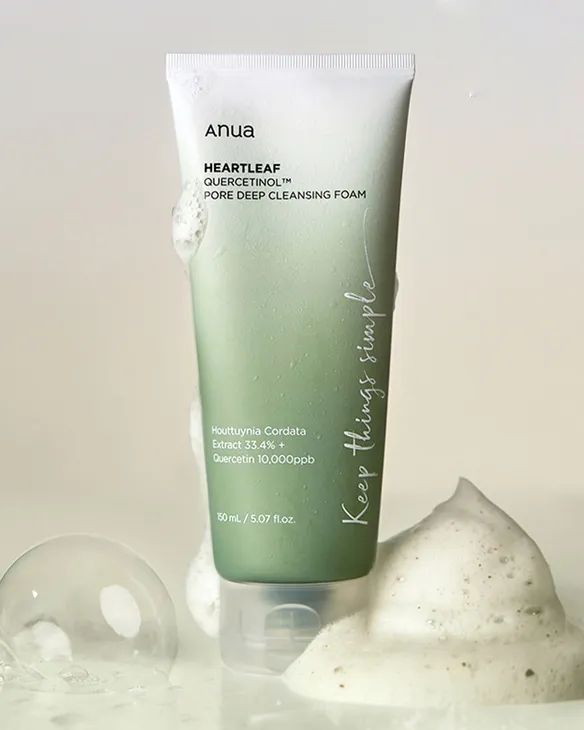 Anua
HEARTLEAF
QUERCETINOL™
PORE DEEP CLEANSING FOAM
Keep things simple
Houttuynia Cordata
Extract 33.4% +
Quercetin 10,000ppb
150 mL / 5.07 fl.oz.